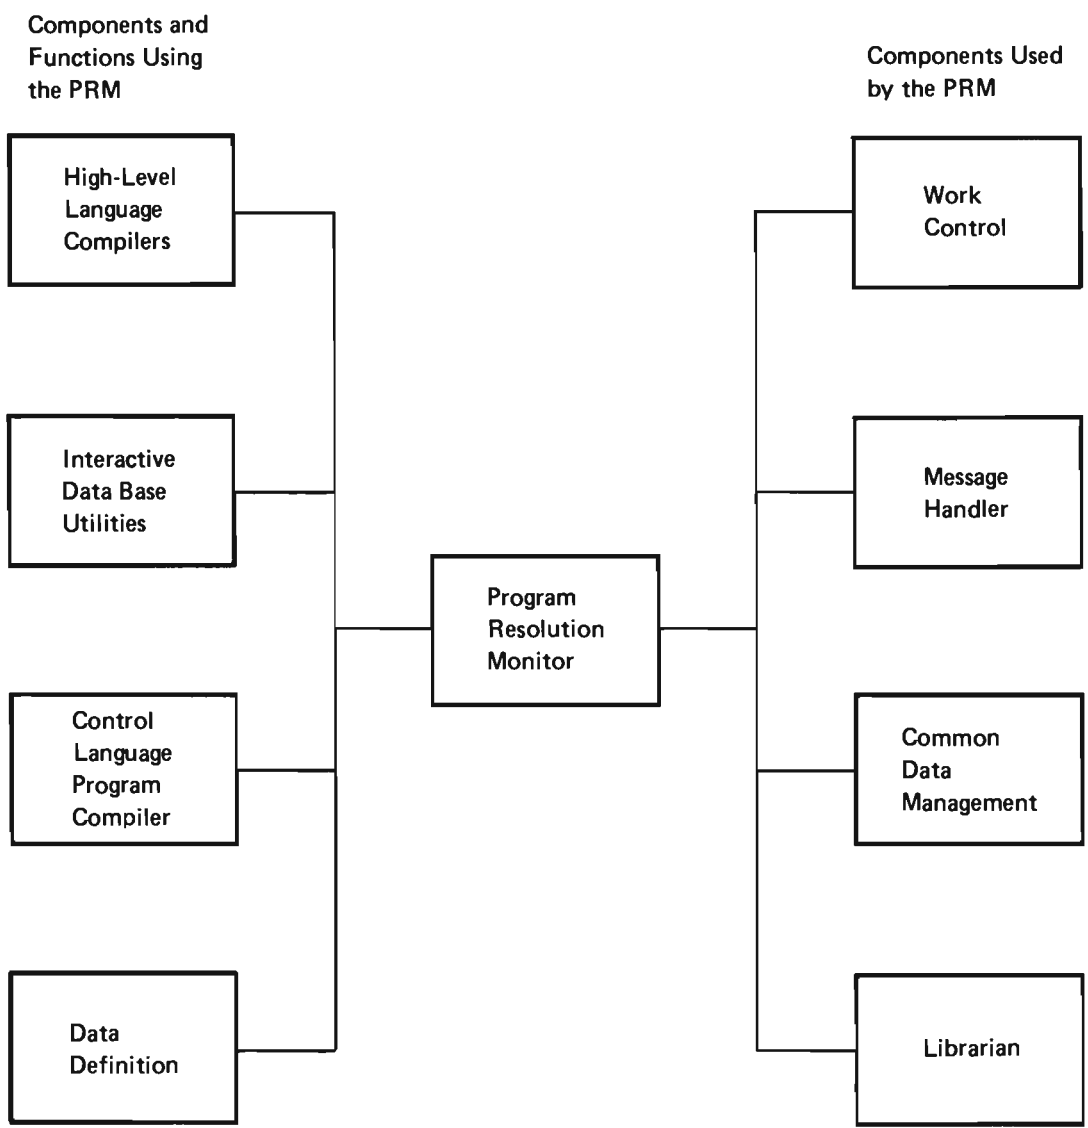 Components and
Functions Using
the PRM
Components Used
by the PRM
High-Level
Language
Compilers
Work
Control
Interactive
Data Base
Utilities
Message
Handler
Program
Resolution
Monitor
Control
Language
Program
Compiler
Common
Data
Management
Data
Definition
Librarian